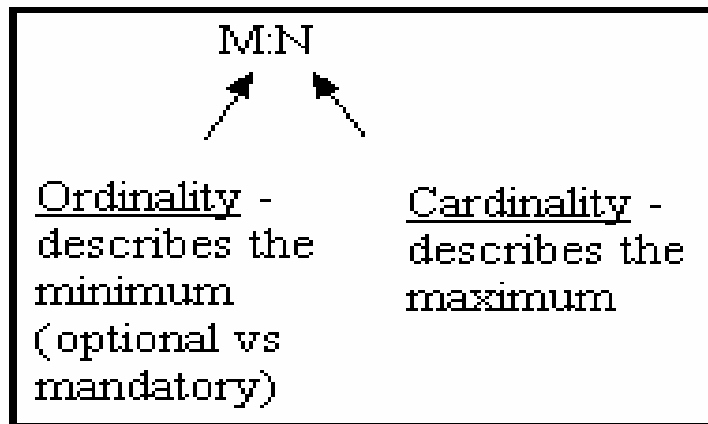 M:N
Ordinality -
describes the
minimum
(optional vs
mandatory)
Cardinality -
describes the
maximum